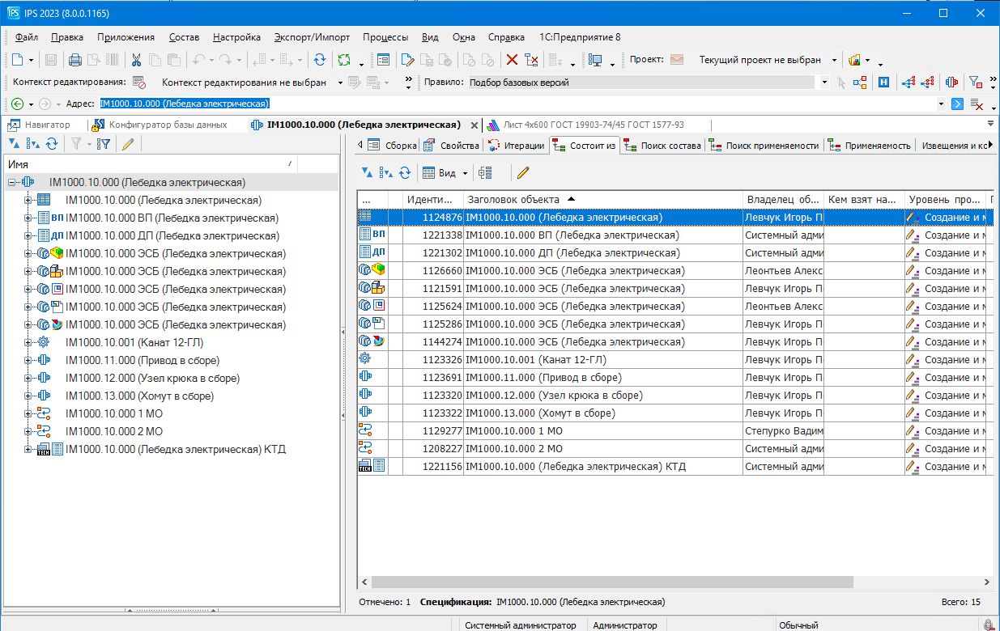 IPS 2023 (8.0.0.1165)
Файл Правка Приложения Состав Настройка Экспорт/Импорт Процессы Вид Окна Справка 1С:Предприятие 8
Проект: Текущий проект не выбран
Контекст редактирования: Контекст редактирования не выбран Правило: Подбор базовых версий
Адрес: IM1000.10.000 (Лебедка электрическая)
Навигатор Конфигуратор базы данных IM1000.10.000 (Лебедка электрическая) Лист 4x600 ГОСТ 19903-74/45 ГОСТ 1577-93
Сборка Свойства Итерации Состоит из Поиск состава Поиск применяемости Применяемость Извещения и ко
Вид
Имя
IM1000.10.000 (Лебедка электрическая)
IM1000.10.000 (Лебедка электрическая)
ВП IM1000.10.000 ВП (Лебедка электрическая)
ДП IM1000.10.000 ДП (Лебедка электрическая)
IM1000.10.000 ЭСБ (Лебедка электрическая)
IM1000.10.000 ЭСБ (Лебедка электрическая)
IM1000.10.000 ЭСБ (Лебедка электрическая)
IM1000.10.000 ЭСБ (Лебедка электрическая)
IM1000.10.000 ЭСБ (Лебедка электрическая)
IM1000.10.001 (Канат 12-ГЛ)
IM1000.11.000 (Привод в сборе)
IM1000.12.000 (Узел крюка в сборе)
IM1000.13.000 (Хомут в сборе)
IM1000.10.000 1 МО
IM1000.10.000 2 МО
TECH IM1000.10.000 (Лебедка электрическая) КТД
... Иденти... Заголовок объекта Владелец об... Кем взят на... Уровень про...
1124876 IM1000.10.000 (Лебедка электрическая) Левчук Игорь П Создание и м
ВП 1221338 IM1000.10.000 ВП (Лебедка электрическая) Системный адми Создание и м
ДП 1221302 IM1000.10.000 ДП (Лебедка электрическая) Системный адми Создание и м
1126660 IM1000.10.000 ЭСБ (Лебедка электрическая) Леонтьев Алекс Создание и м
1121591 IM1000.10.000 ЭСБ (Лебедка электрическая) Левчук Игорь П Создание и м
1125624 IM1000.10.000 ЭСБ (Лебедка электрическая) Леонтьев Алекс Создание и м
1125286 IM1000.10.000 ЭСБ (Лебедка электрическая) Левчук Игорь П Создание и м
1144274 IM1000.10.000 ЭСБ (Лебедка электрическая) Левчук Игорь П Создание и м
1123326 IM1000.10.001 (Канат 12-ГЛ) Левчук Игорь П Создание и м
1123691 IM1000.11.000 (Привод в сборе) Левчук Игорь П Создание и м
1123320 IM1000.12.000 (Узел крюка в сборе) Левчук Игорь П Создание и м
1123322 IM1000.13.000 (Хомут в сборе) Левчук Игорь П Создание и м
1129277 IM1000.10.000 1 МО Степурко Вадим Создание и м
1208227 IM1000.10.000 2 МО Системный адми Создание и м
TECH 1221156 IM1000.10.000 (Лебедка электрическая) КТД Системный адми Создание и м
Отмечено: 1 Спецификация: IM1000.10.000 (Лебедка электрическая) Всего: 15
Системный администратор Администратор Обычный